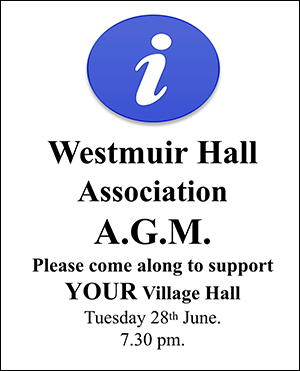 i
Westmuir Hall
Association
A.G.M.
Please come along to support
YOUR Village Hall
Tuesday 28th June.
7.30 pm.